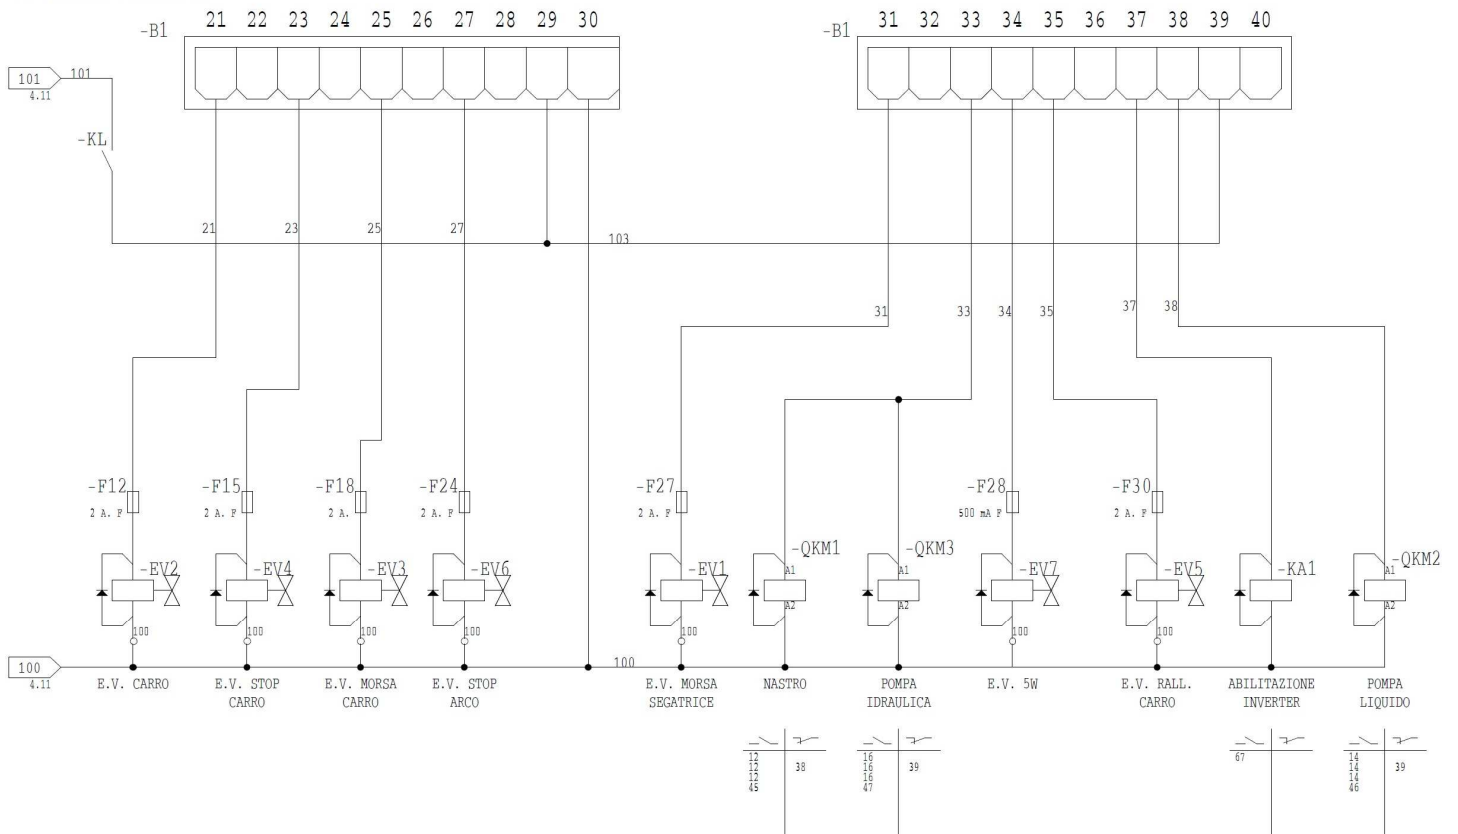 21 22 23 24 25 26 27 28 29 30
31 32 33 34 35 36 37 38 39 40
-B1
-B1
101
101
4.11
-KL
21
23
25
27
103
31
33
34
35
37
38
-F12
2 A. F
-F15
2 A. F
-F18
2 A.
-F24
2 A. F
-F27
2 A. F
-F28
500 mA F
-F30
2 A. F
-EV2
-EV4
-EV3
-EV6
-EV1
-QKM1
A1
A2
-QKM3
A1
A2
-EV7
-EV5
-KA1
-QKM2
A1
A2
100
100
100
100
100
100
100
100
4.11
100
E.V. CARRO
E.V. STOP
CARRO
E.V. MORSA
CARRO
E.V. STOP
ARCO
E.V. MORSA
SEGATRICE
NASTRO
POMPA
IDRAULICA
E.V. 5W
E.V. RALL.
CARRO
ABILITAZIONE
INVERTER
POMPA
LIQUIDO
12
12
12
45
38
16
16
16
47
39
67
14
14
14
46
39